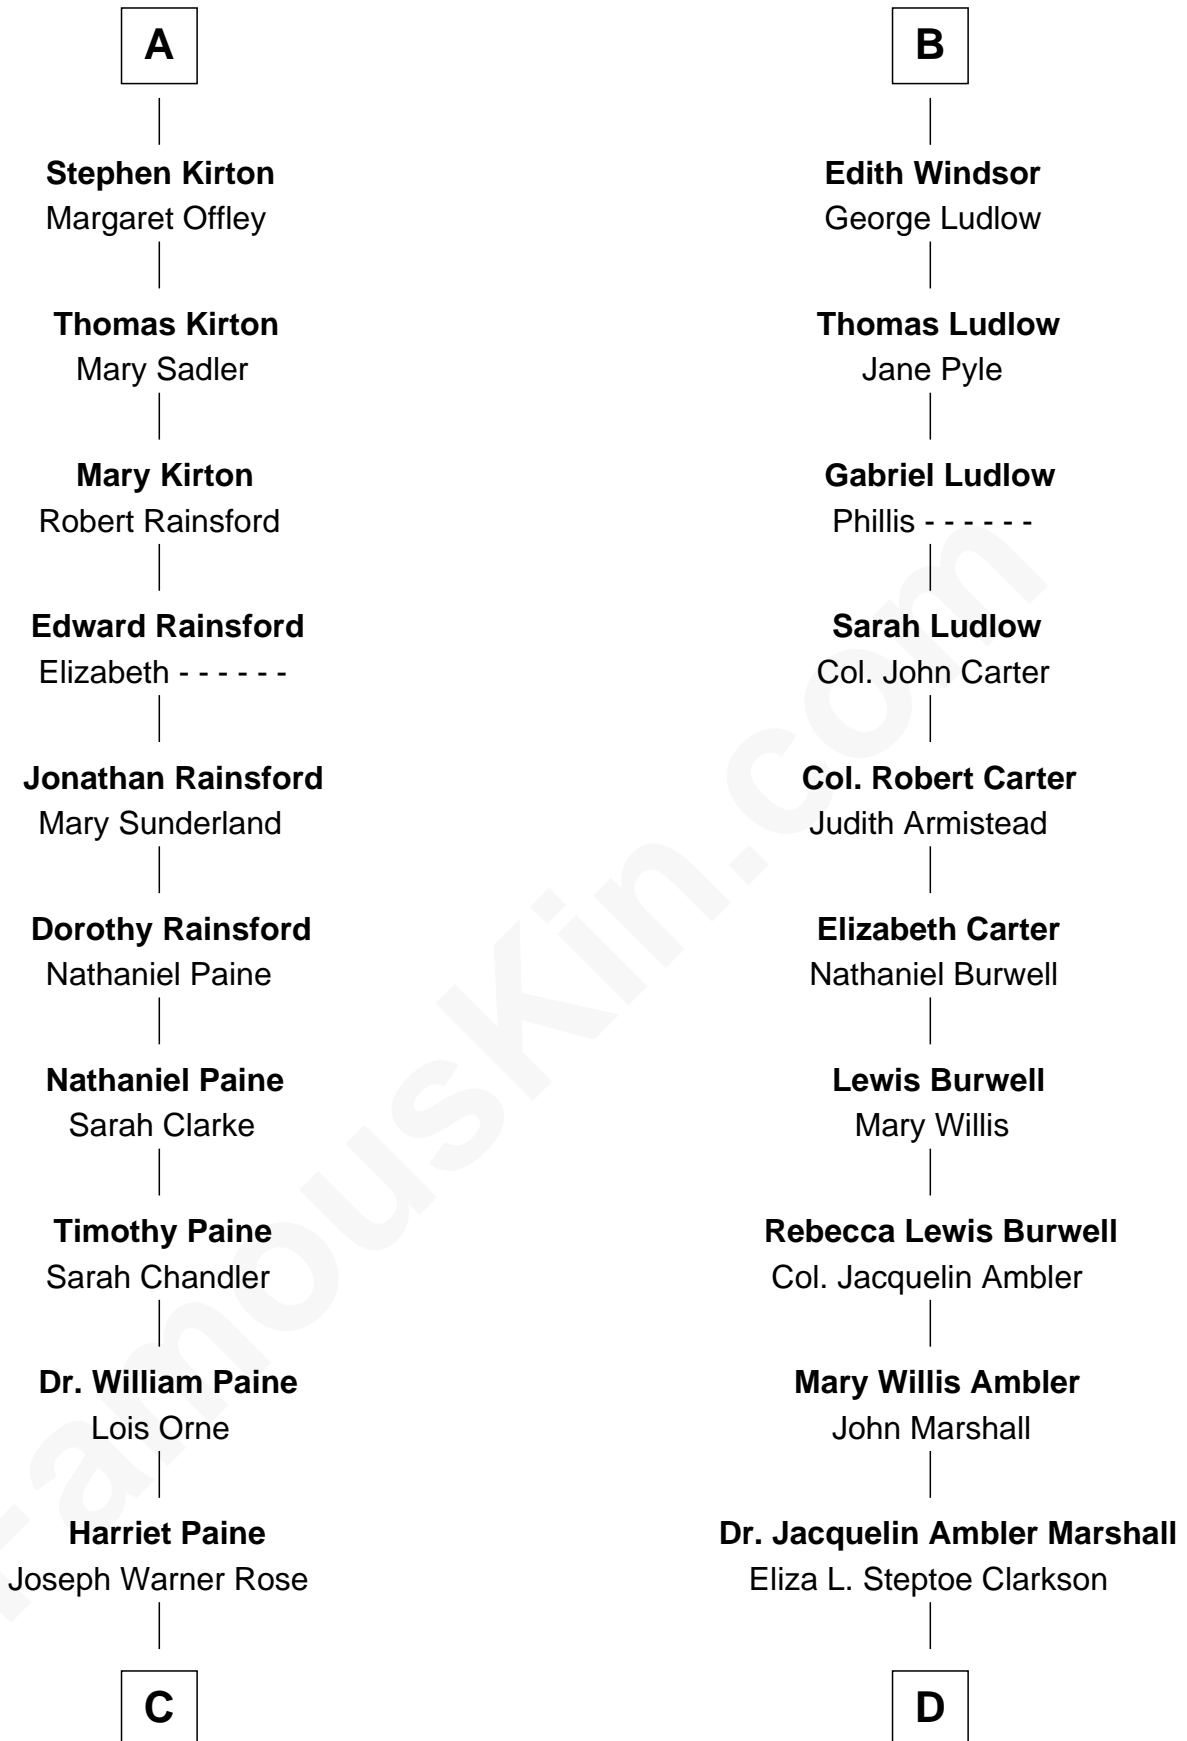 A
Stephen Kirton
Margaret Offley
Thomas Kirton
Mary Sadler
Mary Kirton
Robert Rainsford
Edward Rainsford
Elizabeth - - - - - -
Jonathan Rainsford
Mary Sunderland
Dorothy Rainsford
Nathaniel Paine
Nathaniel Paine
Sarah Clarke
Timothy Paine
Sarah Chandler
Dr. William Paine
Lois Orne
Harriet Paine
Joseph Warner Rose
C
B
Edith Windsor
George Ludlow
Thomas Ludlow
Jane Pyle
Gabriel Ludlow
Phillis - - - - - -
Sarah Ludlow
Col. John Carter
Col. Robert Carter
Judith Armistead
Elizabeth Carter
Nathaniel Burwell
Lewis Burwell
Mary Willis
Rebecca Lewis Burwell
Col. Jacquelin Ambler
Mary Willis Ambler
John Marshall
Dr. Jacquelin Ambler Marshall
Eliza L. Steptoe Clarkson
D
FamousKin.com